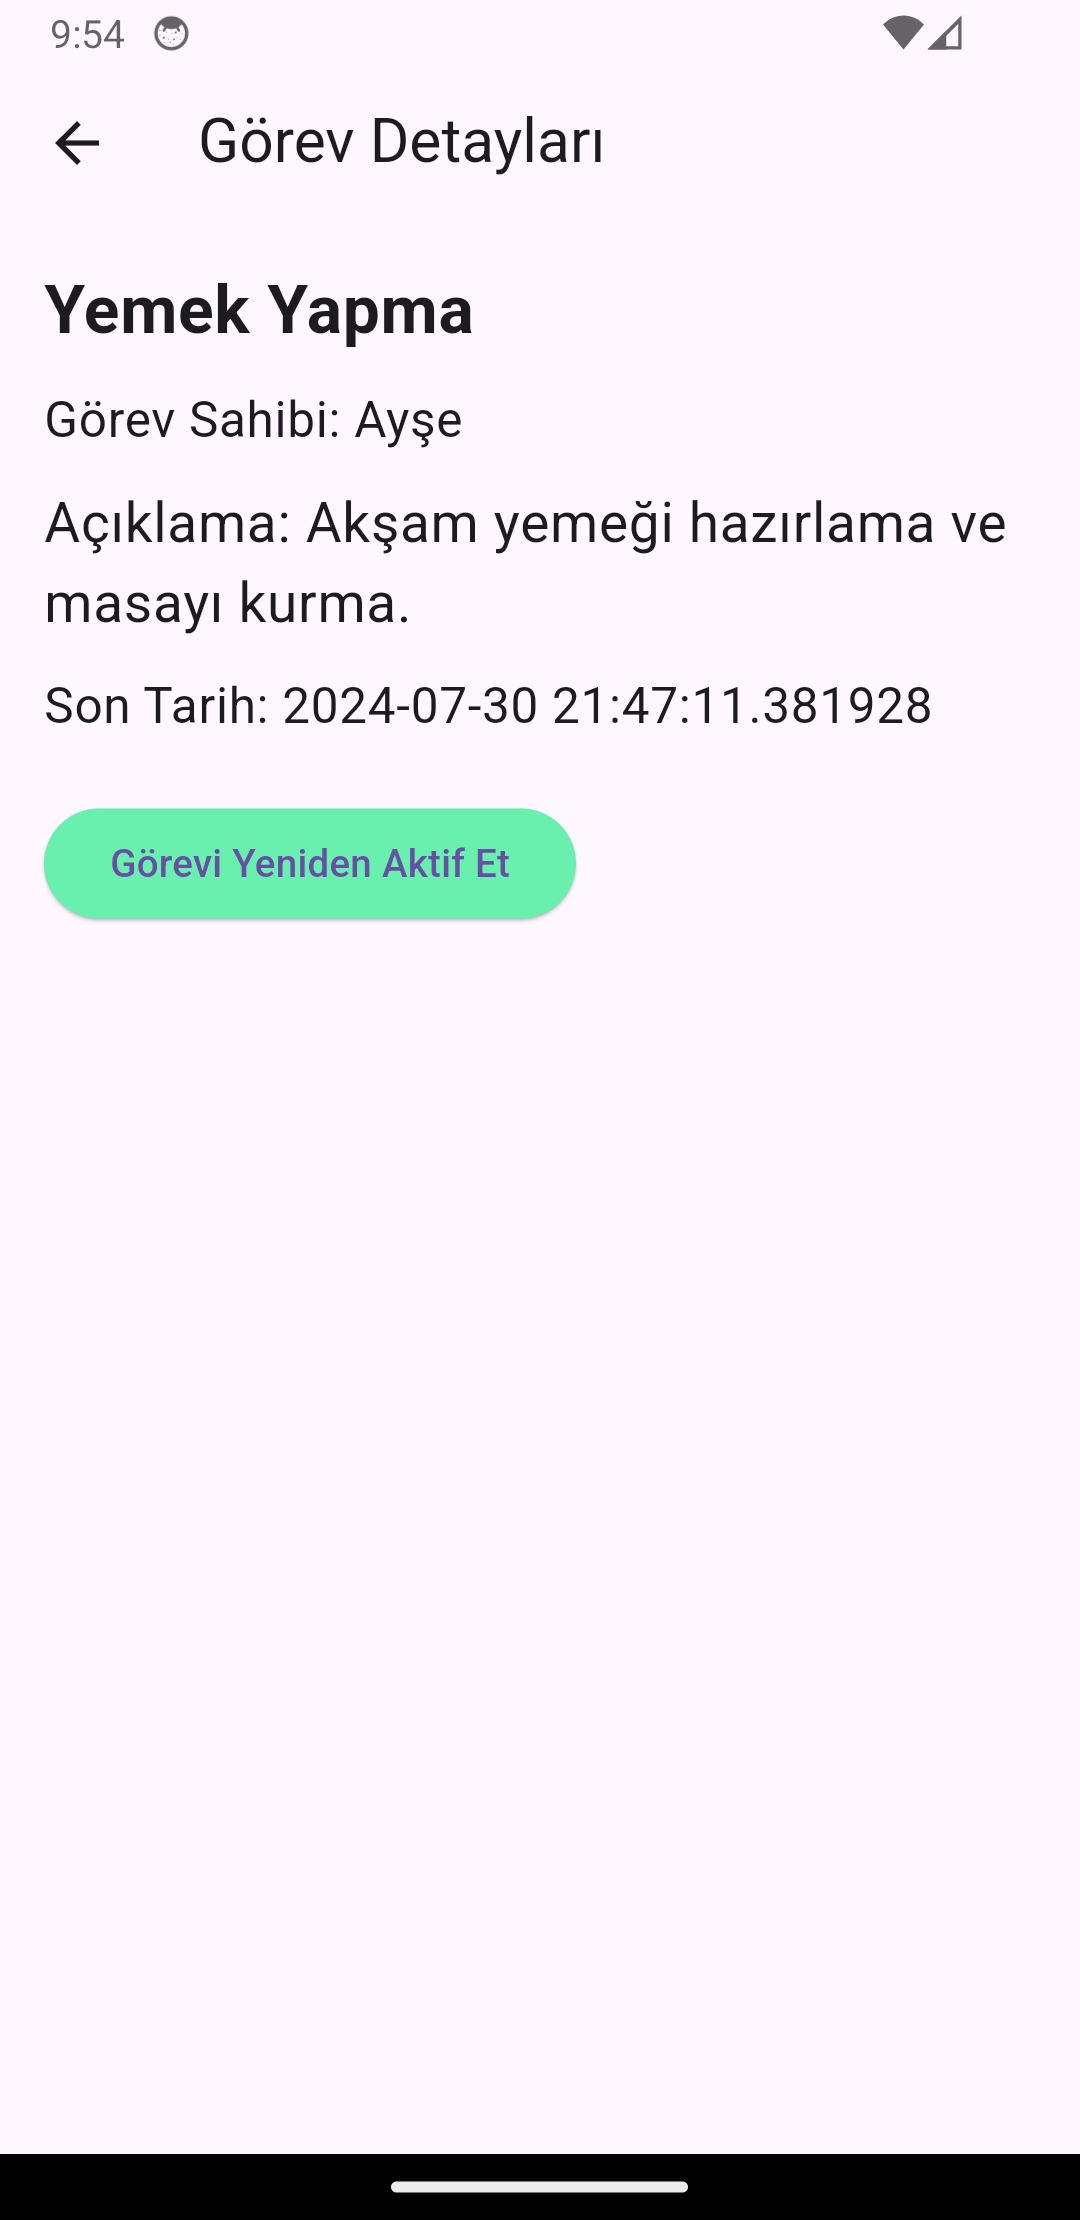 9:54
Görev Detayları
Yemek Yapma
Görev Sahibi: Ayşe
Açıklama: Akşam yemeği hazırlama ve
masayı kurma.
Son Tarih: 2024-07-30 21:47:11.381928
Görevi Yeniden Aktif Et